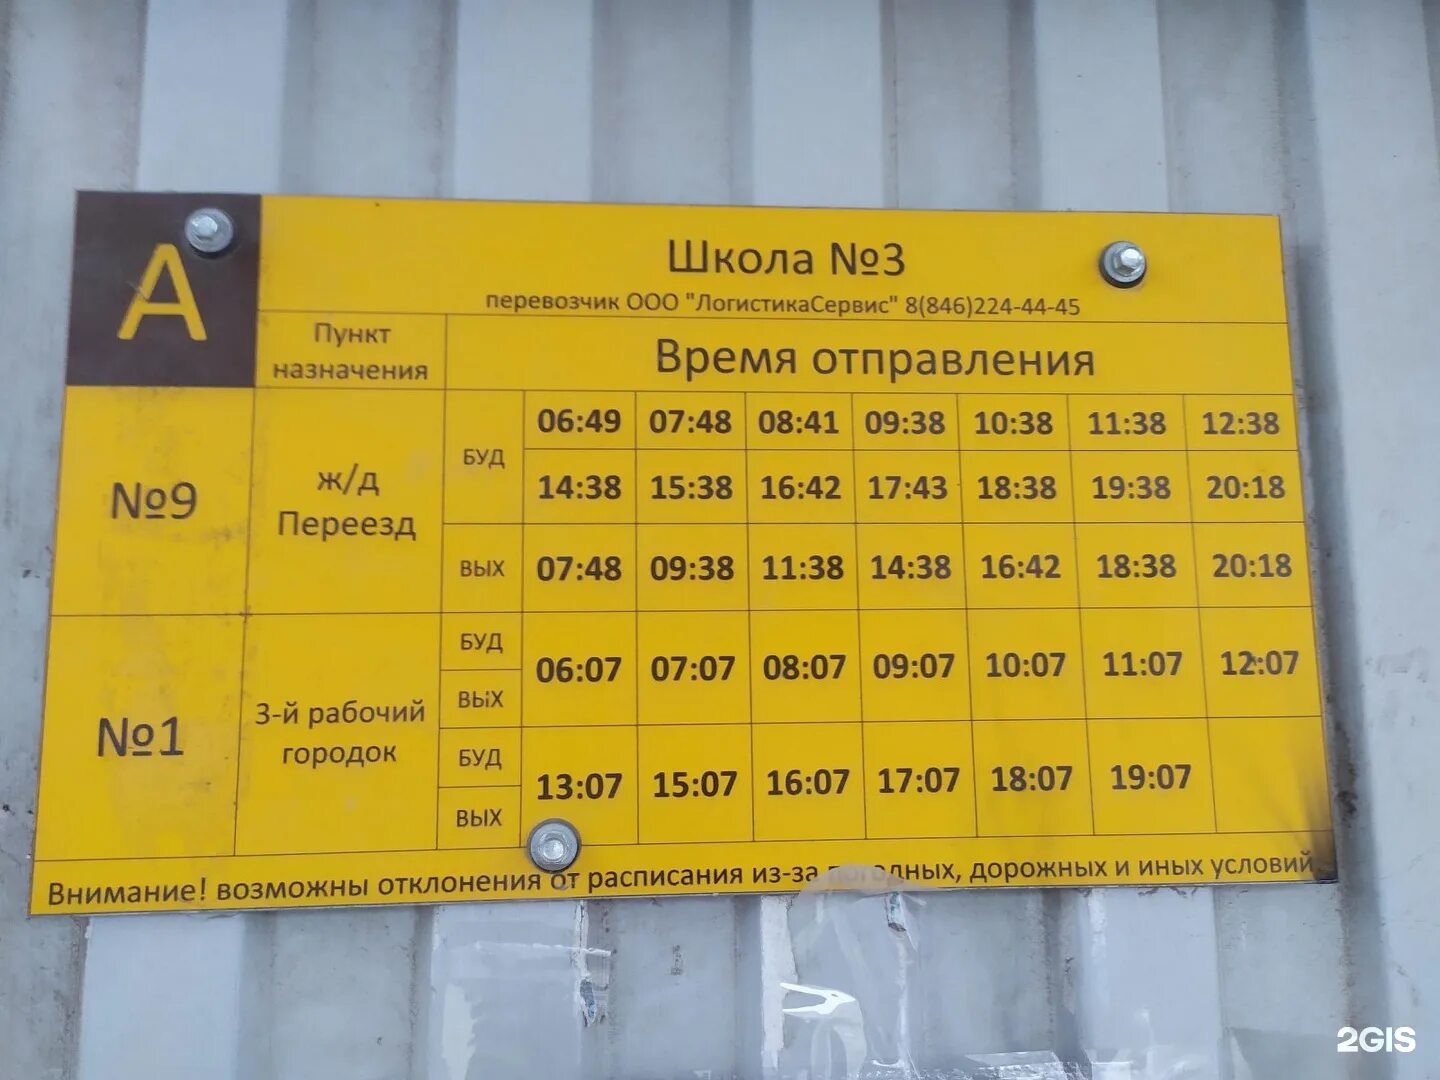 А
Школа №3
перевозчик ООО "ЛогистикаСервис" 8(846)224-44-45
Пункт
назначения
Время отправления
№9
ж/д
Переезд
БУД
06:49 07:48 08:41 09:38 10:38 11:38 12:38
14:38 15:38 16:42 17:43 18:38 19:38 20:18
ВЫХ
07:48 09:38 11:38 14:38 16:42 18:38 20:18
№1
3-й рабочий
городок
БУД
ВЫХ
06:07 07:07 08:07 09:07 10:07 11:07 12:07
БУД
ВЫХ
13:07 15:07 16:07 17:07 18:07 19:07
Внимание! возможны отклонения от расписания из-за погодных, дорожных и иных условий
2GIS